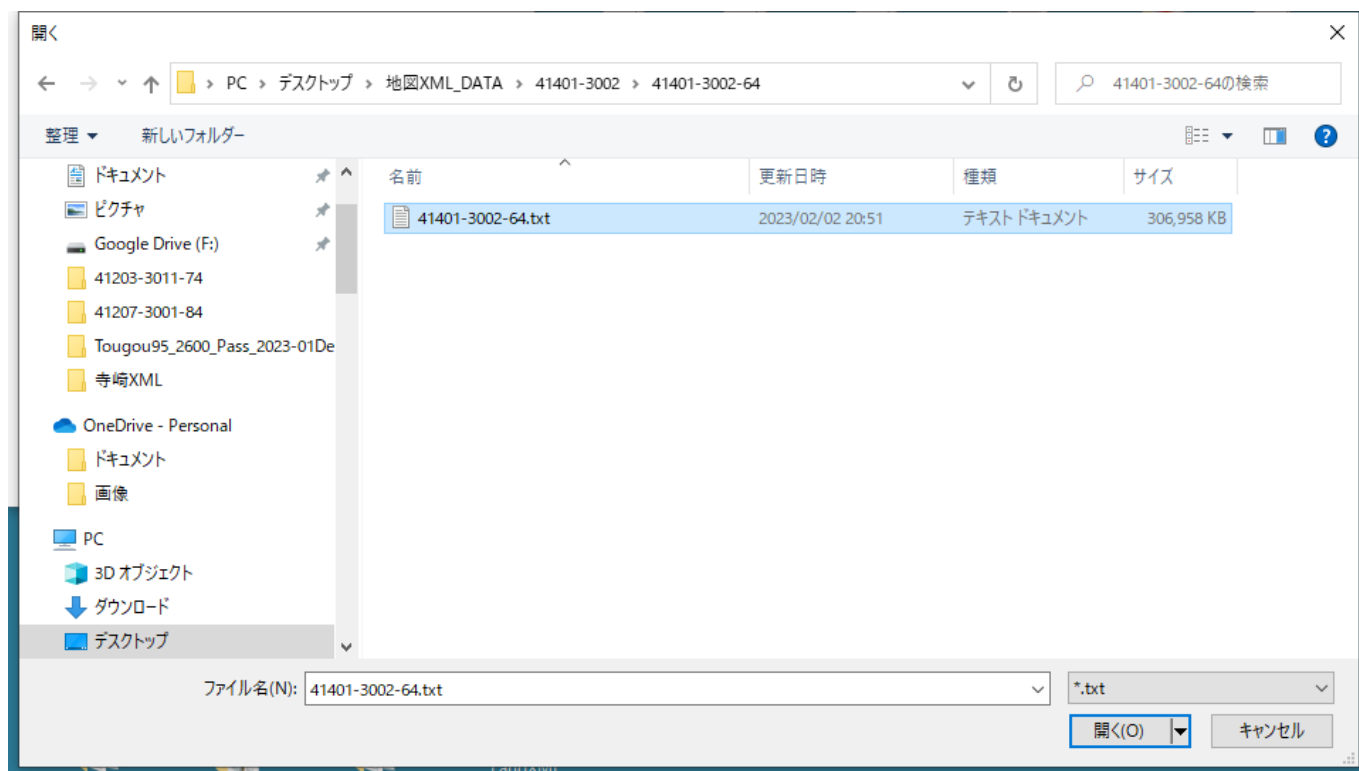 開く
PC › デスクトップ › 地図XML_DATA › 41401-3002 › 41401-3002-64
41401-3002-64の検索
整理
新しいフォルダー
ドキュメント
ピクチャ
Google Drive (F:)
41203-3011-74
41207-3001-84
Tougou95_2600_Pass_2023-01De
寺崎XML
OneDrive - Personal
ドキュメント
画像
PC
3D オブジェクト
ダウンロード
デスクトップ
名前 更新日時 種類 サイズ
41401-3002-64.txt 2023/02/02 20:51 テキスト ドキュメント 306,958 KB
ファイル名(N): 41401-3002-64.txt
*.txt
開く(O) キャンセル